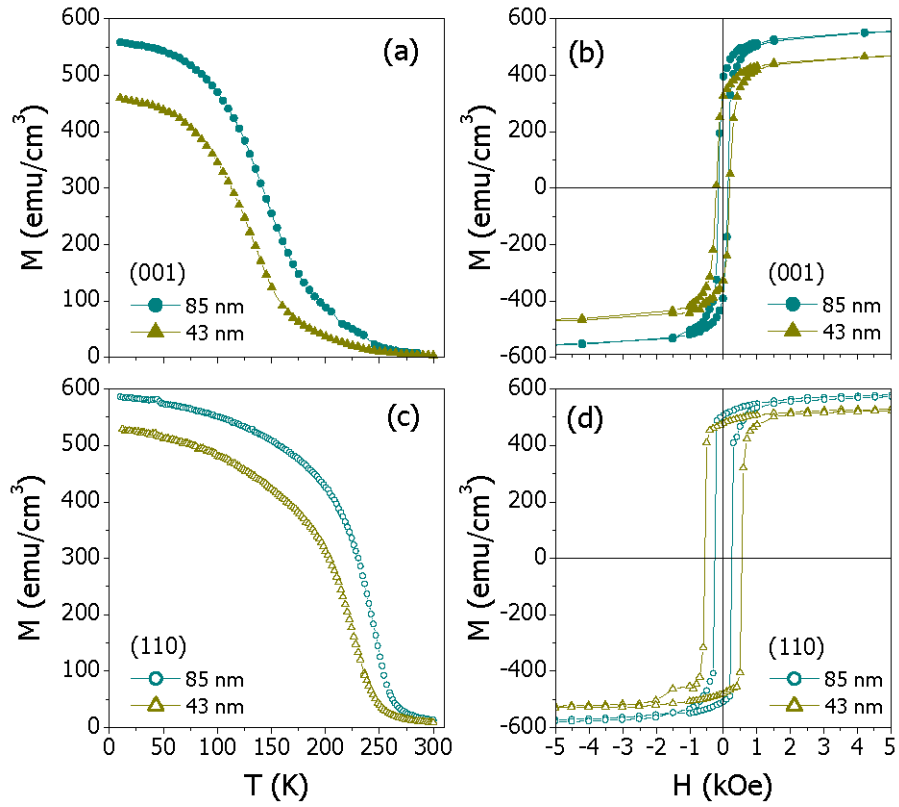 600
500
400
300
200
100
0
M (emu/cm³)
(a)
(001)
85 nm
43 nm
600
400
200
0
-200
-400
-600
M (emu/cm³)
(b)
(001)
85 nm
43 nm
600
500
400
300
200
100
0
M (emu/cm³)
(c)
(110)
85 nm
43 nm
0 50 100 150 200 250 300
T (K)
600
400
200
0
-200
-400
-600
M (emu/cm³)
(d)
(110)
85 nm
43 nm
-5 -4 -3 -2 -1 0 1 2 3 4 5
H (kOe)